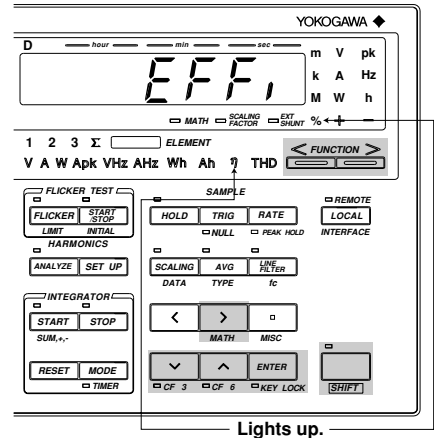 YOKOGAWA ◆
D hour min sec m V pk
EFFi k A Hz
M W h
MATH SCALING FACTOR EXT SHUNT % + −
1 2 3 Σ ELEMENT
V A W Apk VHz AHz Wh Ah η THD < FUNCTION >
FLICKER TEST SAMPLE REMOTE
FLICKER START /STOP HOLD TRIG RATE LOCAL
LIMIT INITIAL NULL PEAK HOLD INTERFACE
HARMONICS
ANALYZE SET UP SCALING AVG LINE FILTER
DATA TYPE fc
INTEGRATOR
START STOP < >
SUM,+,- MATH MISC
RESET MODE ENTER
TIMER CF 3 CF 6 KEY LOCK SHIFT
Lights up.